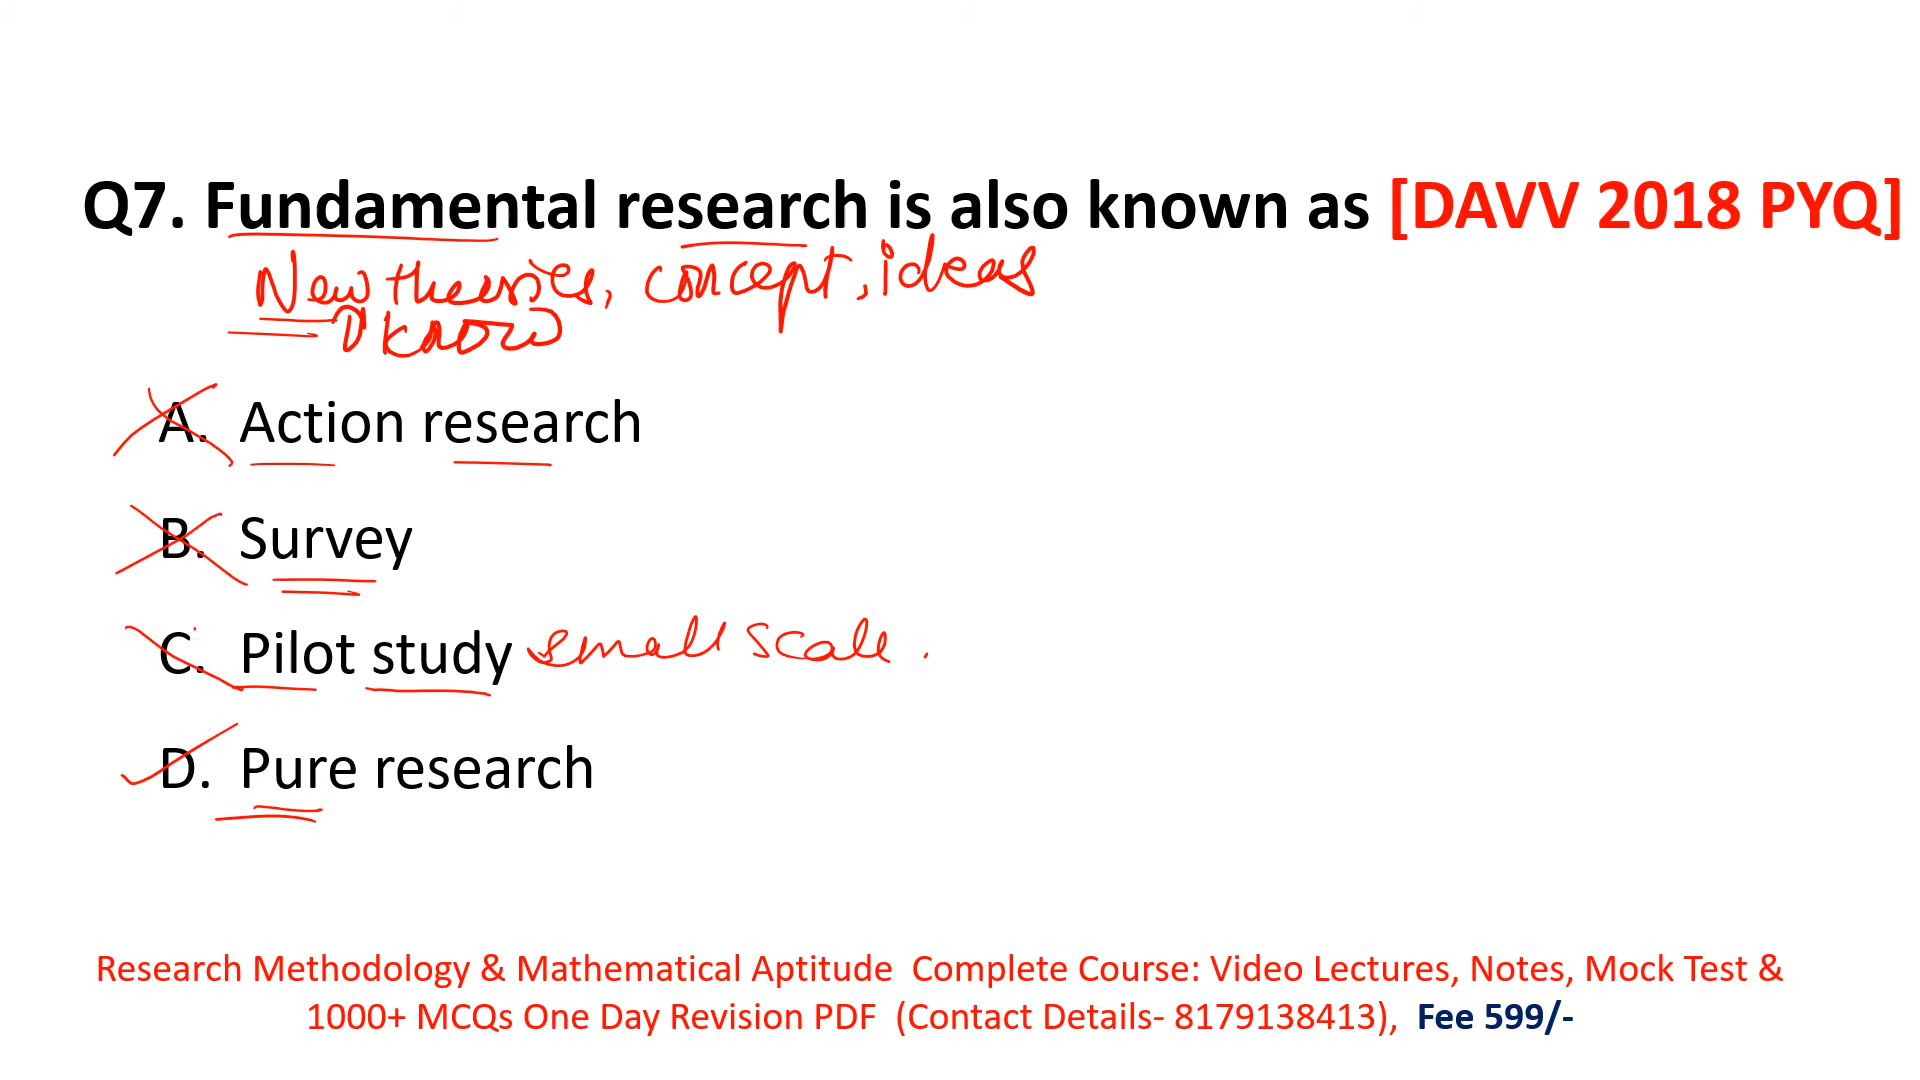 Q7. Fundamental research is also known as [DAVV 2018 PYQ]
New theories, concept, ideas
know
A. Action research
B. Survey
C. Pilot study small scale.
D. Pure research
Research Methodology & Mathematical Aptitude Complete Course: Video Lectures, Notes, Mock Test &
1000+ MCQs One Day Revision PDF (Contact Details- 8179138413), Fee 599/-